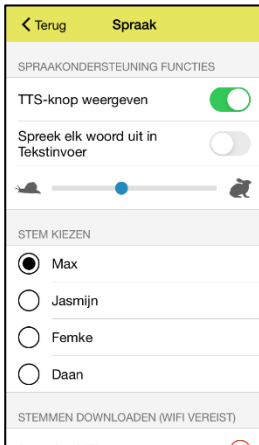 Terug Spraak
SPRAAKONDERSTEUNING FUNCTIES
TTS-knop weergeven
Spreek elk woord uit in
Tekstinvoer
STEM KIEZEN
Max
Jasmijn
Femke
Daan
STEMMEN DOWNLOADEN (WIFI VEREIST)